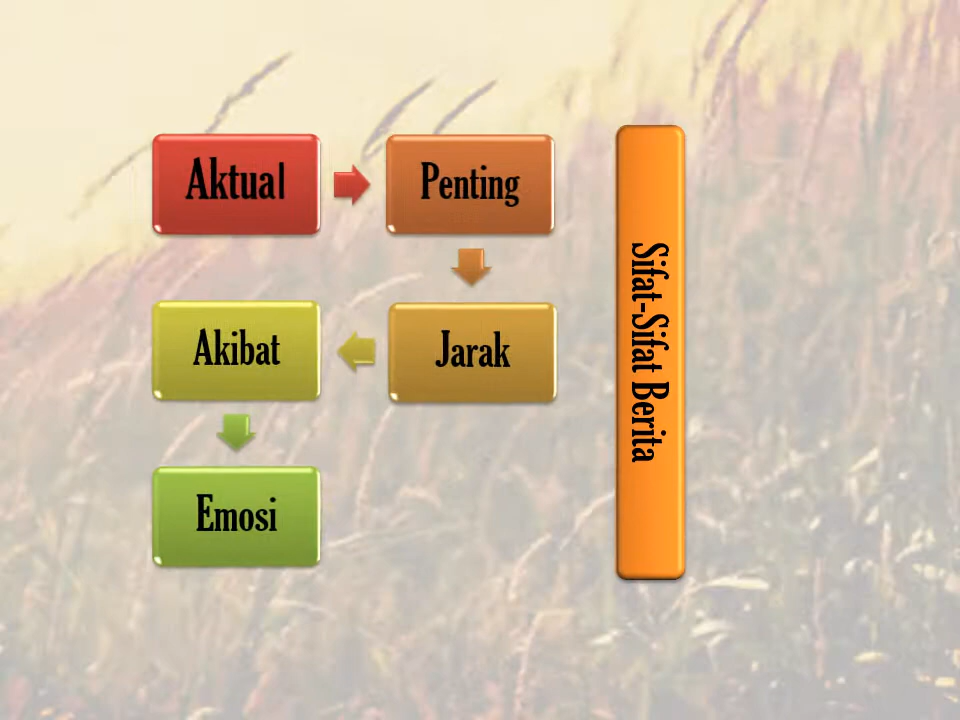 Aktual
Penting
Jarak
Akibat
Emosi
Sifat-Sifat Berita